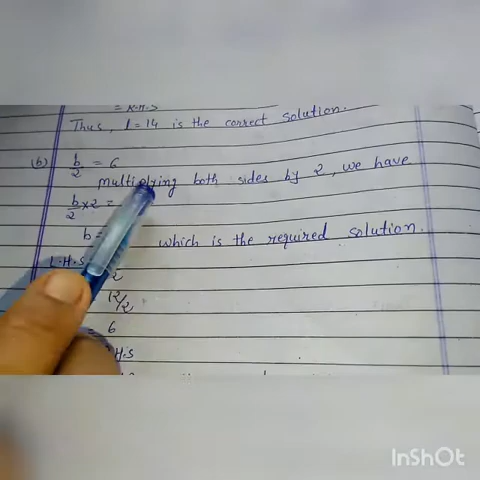 = R.H.S
Thus, l = 14 is the correct solution.
(b) b/2 = 6
multiplying both sides by 2, we have
b/2 × 2 =
b = which is the required solution.
L.H.S
2
12/2
6
H.S
InShOt